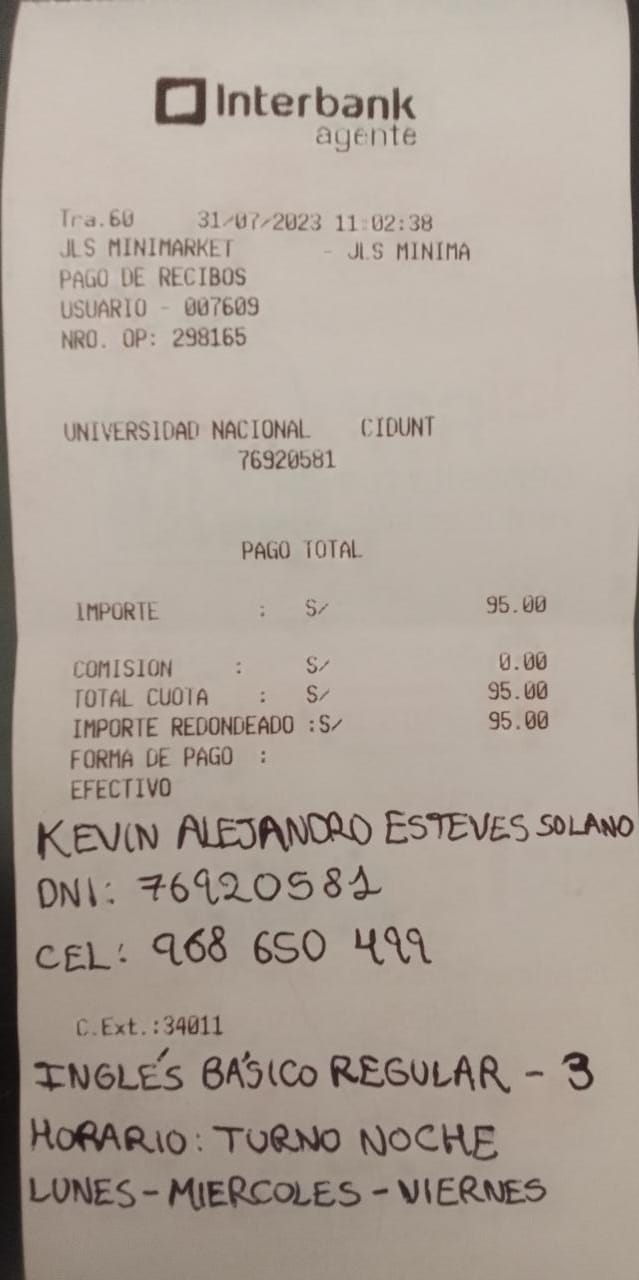 Interbank
agente
Tra.60 31/07/2023 11:02:38
JLS MINIMARKET - JLS MINIMA
PAGO DE RECIBOS
USUARIO - 007609
NRO. OP: 298165
UNIVERSIDAD NACIONAL CIDUNT
76920581
PAGO TOTAL
IMPORTE : S/ 95.00
COMISION : S/ 0.00
TOTAL CUOTA : S/ 95.00
IMPORTE REDONDEADO :S/ 95.00
FORMA DE PAGO :
EFECTIVO
KEVIN ALEJANDRO ESTEVES SOLANO
DNI: 76920581
CEL: 968 650 499
C.Ext.:34011
INGLÉS BÁSICO REGULAR - 3
HORARIO: TURNO NOCHE
LUNES - MIERCOLES - VIERNES